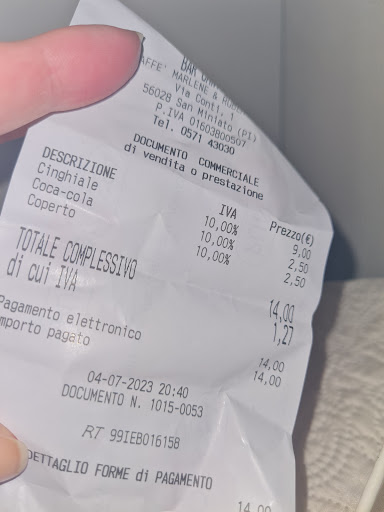 BAR
CAFFE' MARLENE &
Via Conti, 1
56028 San Miniato (PI)
P.IVA 01603800507
Tel. 0571 43030
DOCUMENTO COMMERCIALE
di vendita o prestazione
DESCRIZIONE IVA Prezzo(€)
Cinghiale 10,00% 9,00
Coca-cola 10,00% 2,50
Coperto 10,00% 2,50
TOTALE COMPLESSIVO 14,00
di cui IVA 1,27
Pagamento elettronico 14,00
Importo pagato 14,00
04-07-2023 20:40
DOCUMENTO N. 1015-0053
RT 99IEB016158
DETTAGLIO FORME di PAGAMENTO
14,00